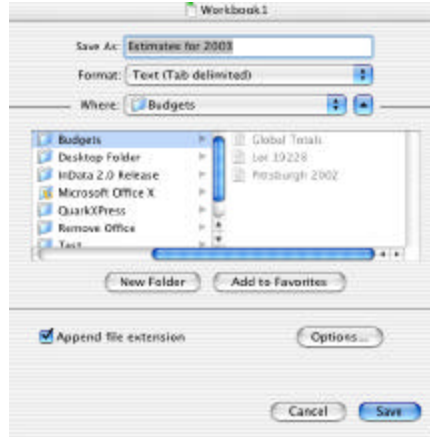 Workbook1
Save As: Estimates for 2003
Format: Text (Tab delimited)
Where: Budgets
Budgets
Desktop Folder
InData 2.0 Release
Microsoft Office X
QuarkXPress
Remove Office
Test
Global Totals
Lot 19228
Pittsburgh 2002
New Folder
Add to Favorites
Append file extension
Options...
Cancel
Save